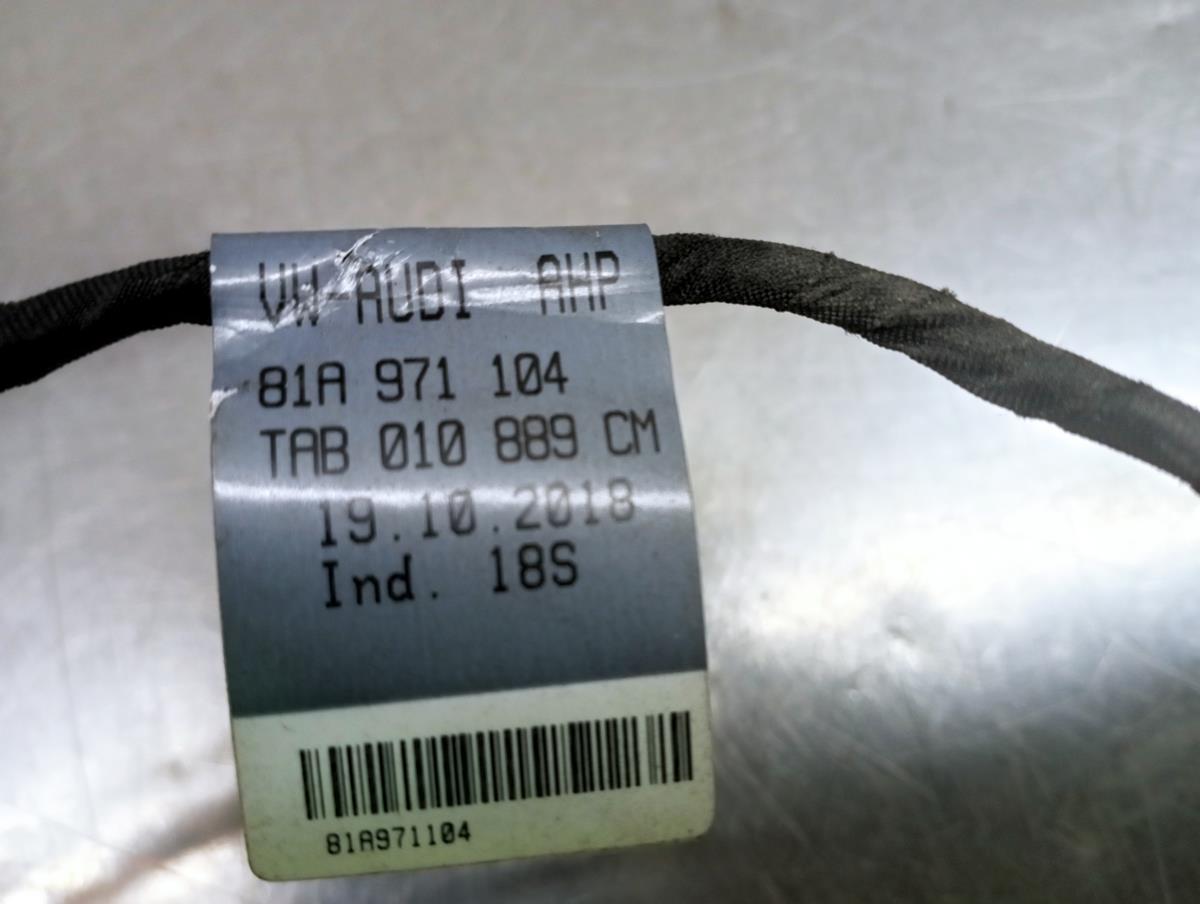 VW-AUDI AHP
81A 971 104
TAB 010 889 CM
19.10.2018
Ind. 18S
81A971104